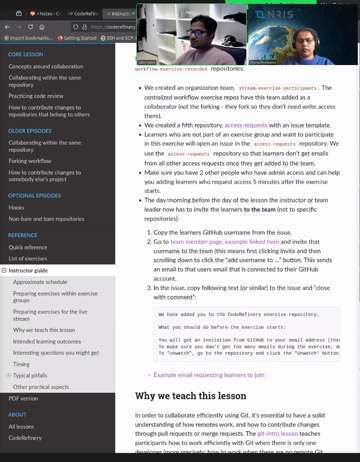 + Notes - C
CodeRefine
Instruct
Import bookmarks...
Getting Started
SSH and SCP
https://coderefinery
NRIS
CORE LESSON
Concepts around collaboration
Collaborating within the same
repository
Practicing code review
How to contribute changes to
repositories that belong to others
OLDER EPISODES
Collaborating within the same
repository
Forking workflow
How to contribute changes to
somebody's project
OPTIONAL EPISODES
Hooks
Non-bare and bare repositories
REFERENCE
Quick reference
List of exercises
Instructor guide
Approximate schedule
Preparing exercises within exercise
groups
Preparing exercises for the live
stream
Why we teach this lesson
Intended learning outcomes
Interesting questions you might get
Timing
Typical pitfalls
Other practical aspects
PDF version
ABOUT
All lessons
CodeRefinery
workflow-exercise-recorded repositories:
• We created an organization team, stream-exercise-participants . The
centralized workflow exercise repos have this team added as a
collaborator (not the forking - they fork so they don't need write access
there).
• We created a fifth repository, access-requests with an issue template.
• Learners who are not part of an exercise group and want to participate
in this exercise will open an issue in the access-requests repository. We
use the access-requests repository so that learners don't get emails
from all other access requests once they get added to the team.
• Make sure you have 2 other people who have admin access and can help
you adding learners who request access 5 minutes after the exercise
starts.
• The day/morning before the day of the lesson the instructor or team
leader now has to invite the learners to the team (not to specific
repositories):
1. Copy the learners GitHub username from the issue.
2. Go to team member page, example linked here and invite that
username to the team (this means first clicking invite and then
scrolling down to click the "add username to ..." button. This sends
an email to that users email that is connected to their GitHub
account.
3. In the issue, copy following text (or similar) to the issue and "close
with comment":
We have added you to the CodeRefinery exercise repository.
What you should do before the exercise starts:
You will get an invitation from GitHub to your email address (that
To make sure you don't get too many emails during the exercise, d
To "unwatch", go to the repository and click the "Unwatch" button
Example email requesting learners to join
Why we teach this lesson
In order to collaborate efficiently using Git, it's essential to have a solid
understanding of how remotes work, and how to contribute changes
through pull requests or merge requests. The git-intro lesson teaches
participants how to work efficiently with Git when there is only one